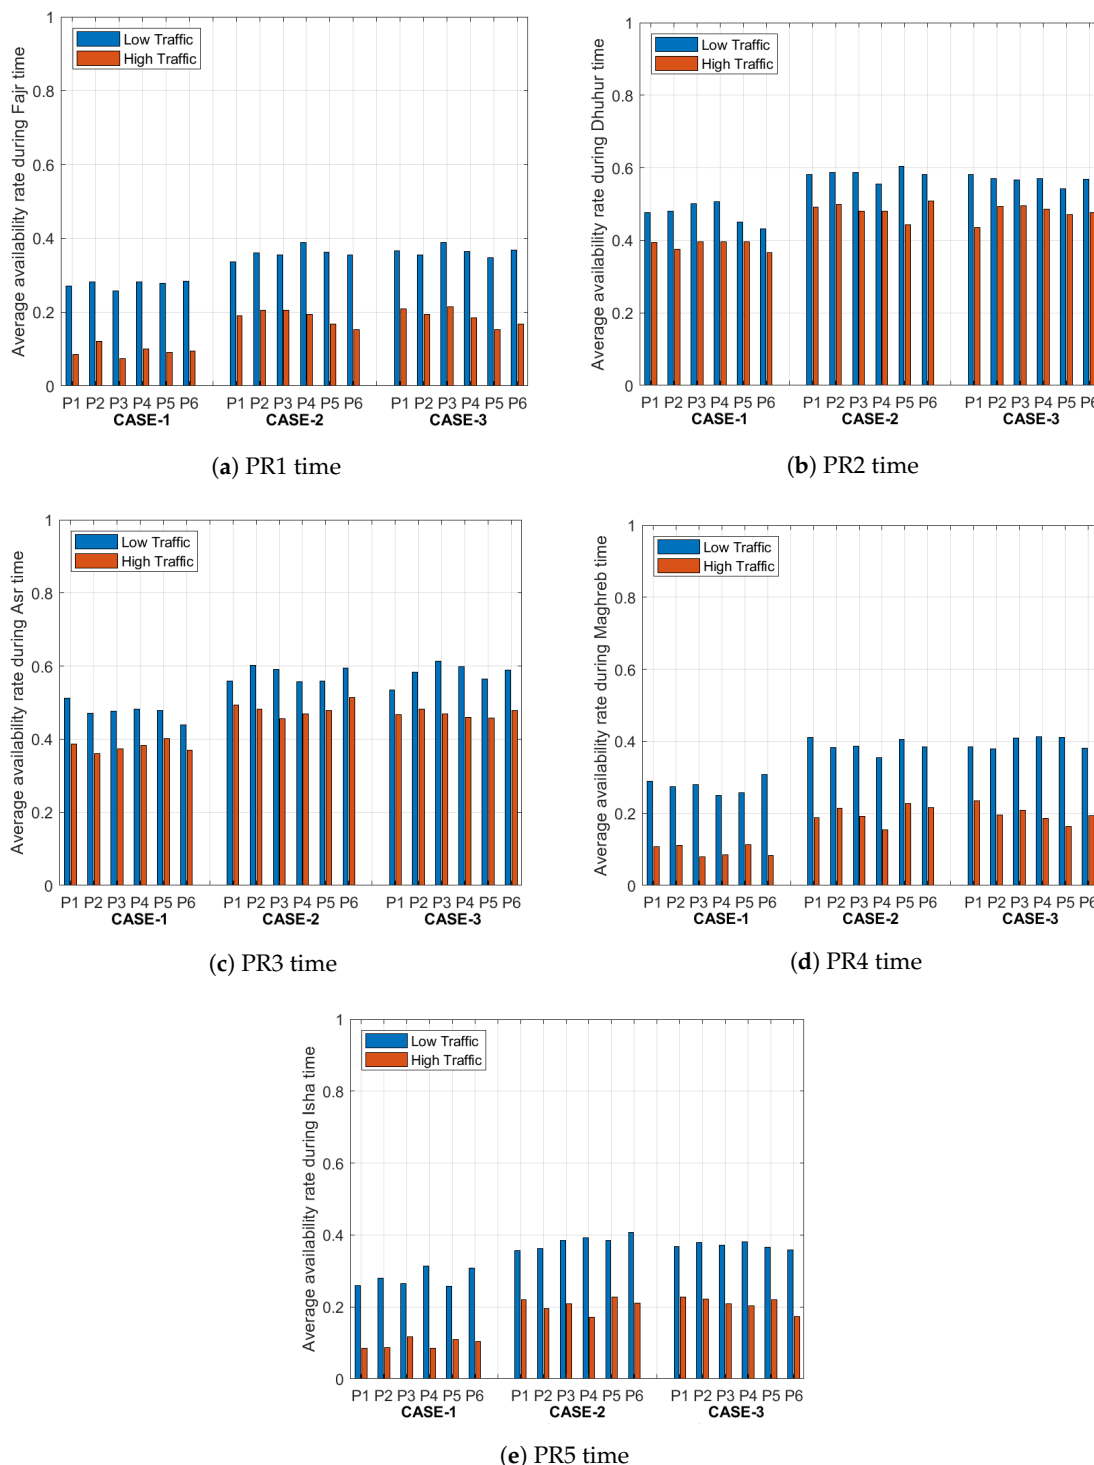 1
0.8
0.6
0.4
0.2
0
Average availability rate during Fajr time
Low Traffic
High Traffic
P1 P2 P3 P4 P5 P6 P1 P2 P3 P4 P5 P6 P1 P2 P3 P4 P5 P6
CASE-1 CASE-2 CASE-3
(a) PR1 time
1
0.8
0.6
0.4
0.2
0
Average availability rate during Dhuhur time
Low Traffic
High Traffic
P1 P2 P3 P4 P5 P6 P1 P2 P3 P4 P5 P6 P1 P2 P3 P4 P5 P6
CASE-1 CASE-2 CASE-3
(b) PR2 time
1
0.8
0.6
0.4
0.2
0
Average availability rate during Asr time
Low Traffic
High Traffic
P1 P2 P3 P4 P5 P6 P1 P2 P3 P4 P5 P6 P1 P2 P3 P4 P5 P6
CASE-1 CASE-2 CASE-3
(c) PR3 time
1
0.8
0.6
0.4
0.2
0
Average availability rate during Maghreb time
Low Traffic
High Traffic
P1 P2 P3 P4 P5 P6 P1 P2 P3 P4 P5 P6 P1 P2 P3 P4 P5 P6
CASE-1 CASE-2 CASE-3
(d) PR4 time
1
0.8
0.6
0.4
0.2
0
Average availability rate during Isha time
Low Traffic
High Traffic
P1 P2 P3 P4 P5 P6 P1 P2 P3 P4 P5 P6 P1 P2 P3 P4 P5 P6
CASE-1 CASE-2 CASE-3
(e) PR5 time